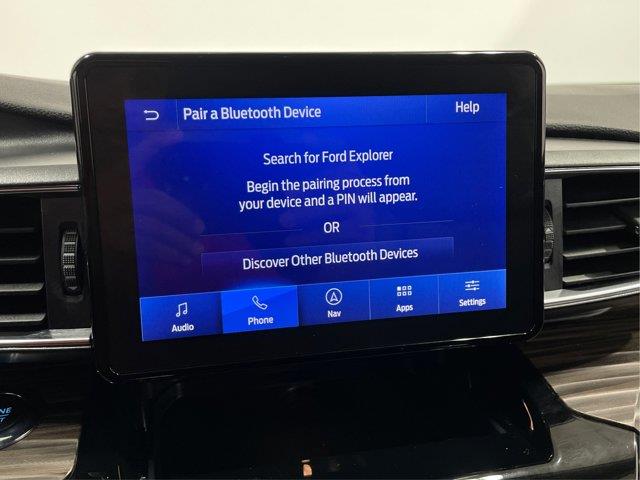 Pair a Bluetooth Device
Help
Search for Ford Explorer
Begin the pairing process from
your device and a PIN will appear.
OR
Discover Other Bluetooth Devices
Audio
Phone
Nav
Apps
Settings